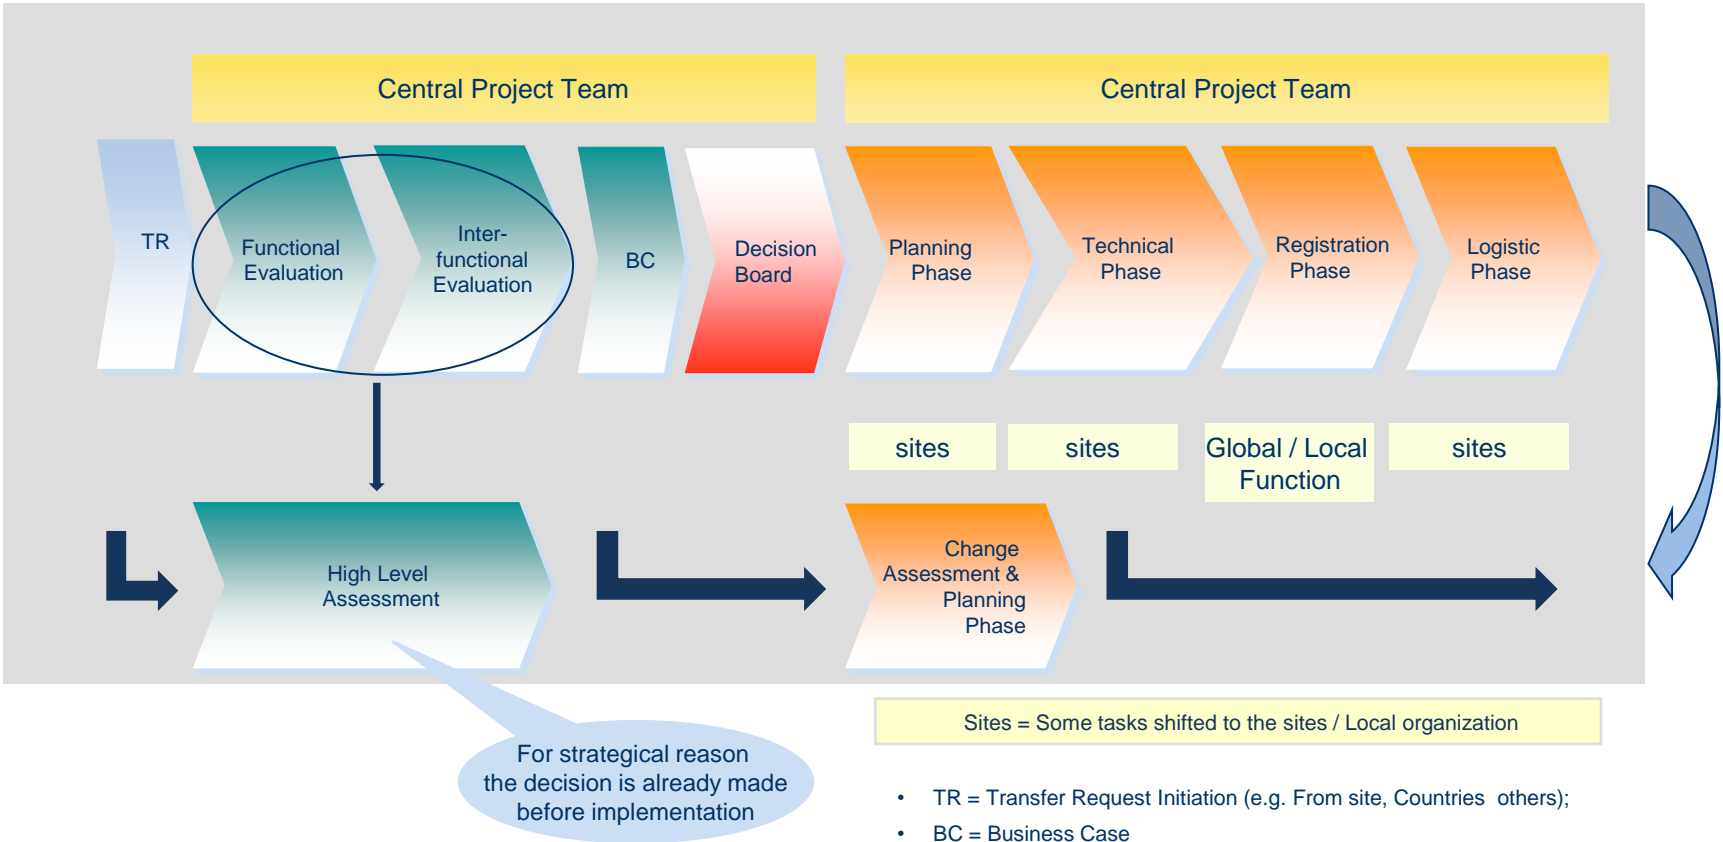 Central Project Team
Central Project Team
TR
Functional
Evaluation
Inter-
functional
Evaluation
BC
Decision
Board
Planning
Phase
Technical
Phase
Registration
Phase
Logistic
Phase
sites
sites
Global / Local
Function
sites
High Level
Assessment
Change
Assessment &
Planning
Phase
For strategical reason
the decision is already made
before implementation
Sites = Some tasks shifted to the sites / Local organization
• TR = Transfer Request Initiation (e.g. From site, Countries others);
• BC = Business Case